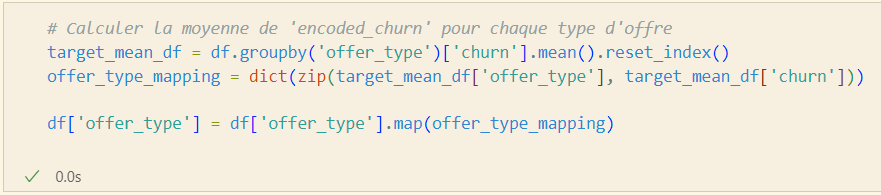 # Calculer la moyenne de 'encoded_churn' pour chaque type d'offre
target_mean_df = df.groupby('offer_type')['churn'].mean().reset_index()
offer_type_mapping = dict(zip(target_mean_df['offer_type'], target_mean_df['churn']))
df['offer_type'] = df['offer_type'].map(offer_type_mapping)
0.0s